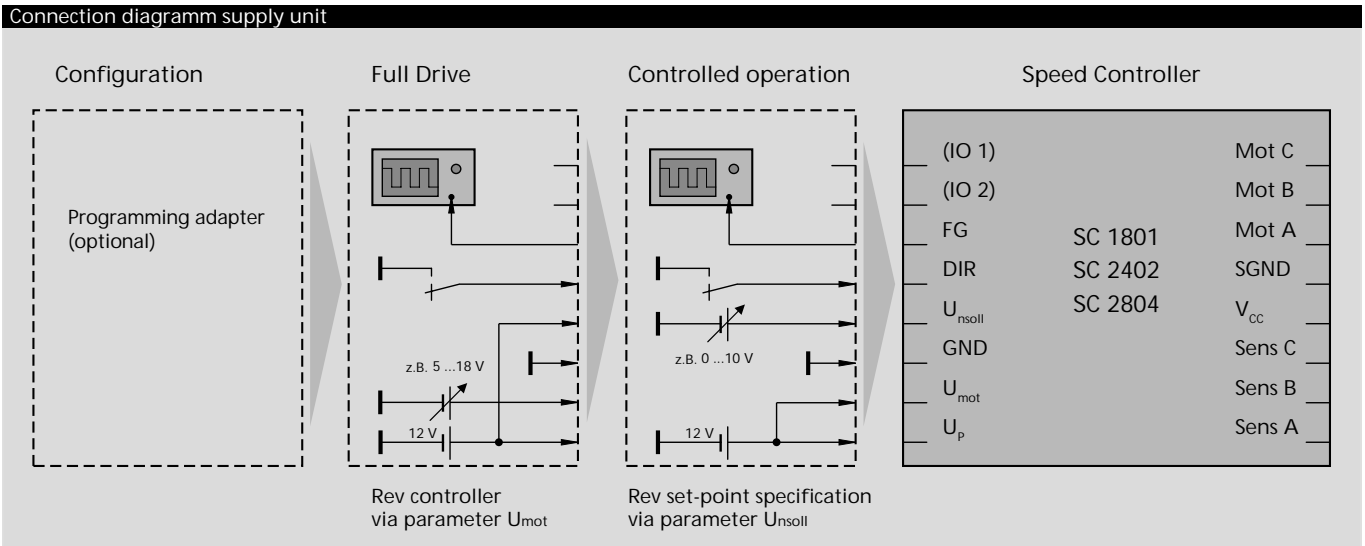 Connection diagramm supply unit
Configuration
Full Drive
Controlled operation
Speed Controller
Programming adapter
(optional)
z.B. 5 ...18 V
12 V
Rev controller
via parameter Umot
z.B. 0 ...10 V
12 V
Rev set-point specification
via parameter Unsoll
(IO 1)
(IO 2)
FG
DIR
Unsoll
GND
Umot
UP
SC 1801
SC 2402
SC 2804
Mot C
Mot B
Mot A
SGND
VCC
Sens C
Sens B
Sens A